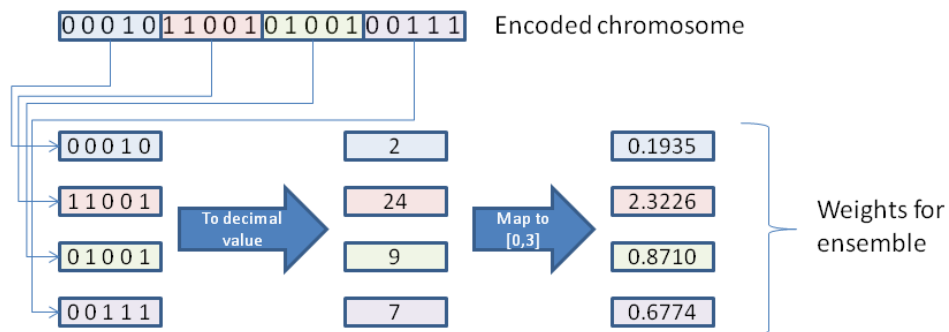 0 0 0 1 0 1 1 0 0 1 0 1 0 0 1 0 0 1 1 1 Encoded chromosome
0 0 0 1 0 2 0.1935
1 1 0 0 1 24 2.3226
To decimal value
Map to [0,3]
Weights for ensemble
0 1 0 0 1 9 0.8710
0 0 1 1 1 7 0.6774